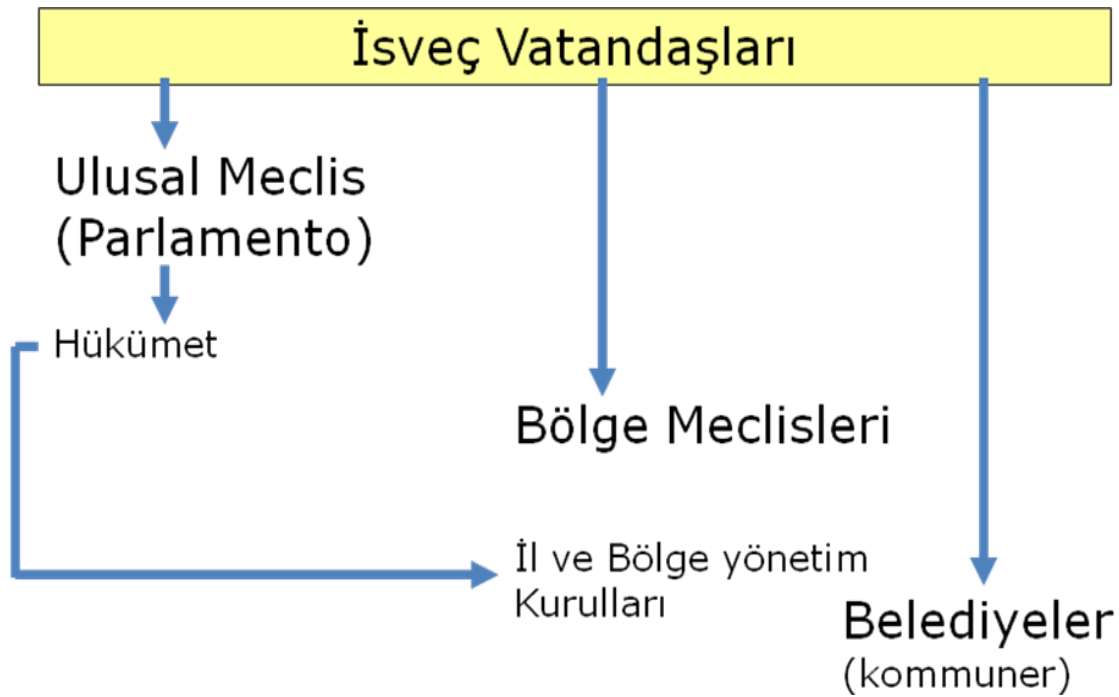 İsveç Vatandaşları
Ulusal Meclis
(Parlamento)
Hükümet
Bölge Meclisleri
İl ve Bölge yönetim
Kurulları
Belediyeler
(kommuner)